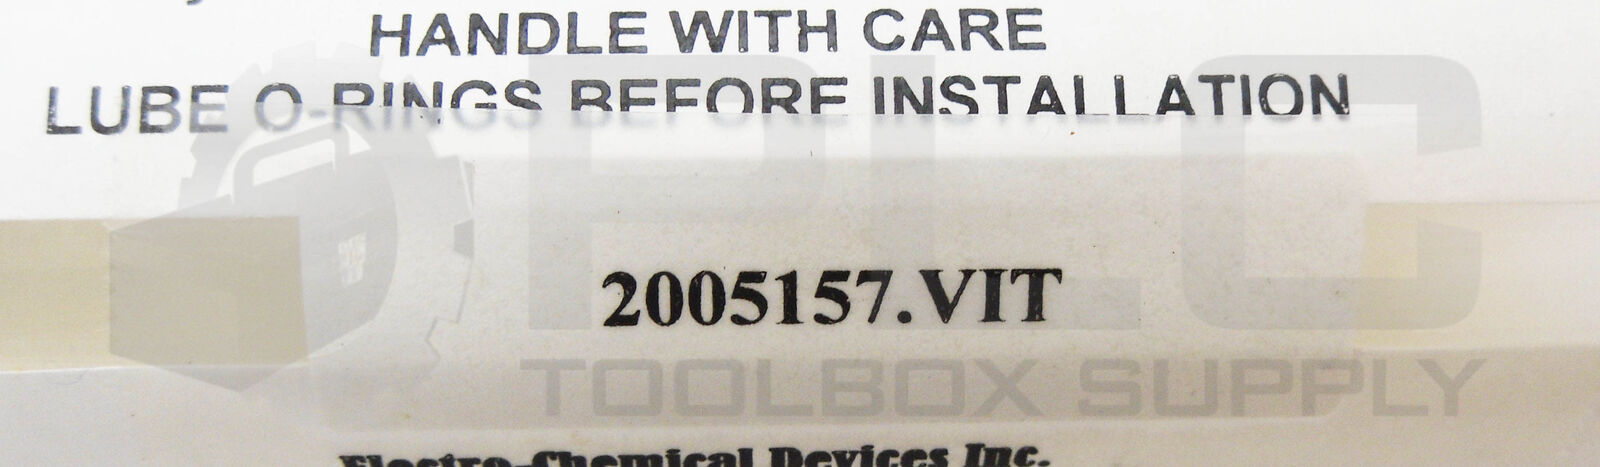 HANDLE WITH CARE
LUBE O-RINGS BEFORE INSTALLATION
2005157.VIT
PLC
TOOLBOX SUPPLY
Electro-Chemical Devices Inc.